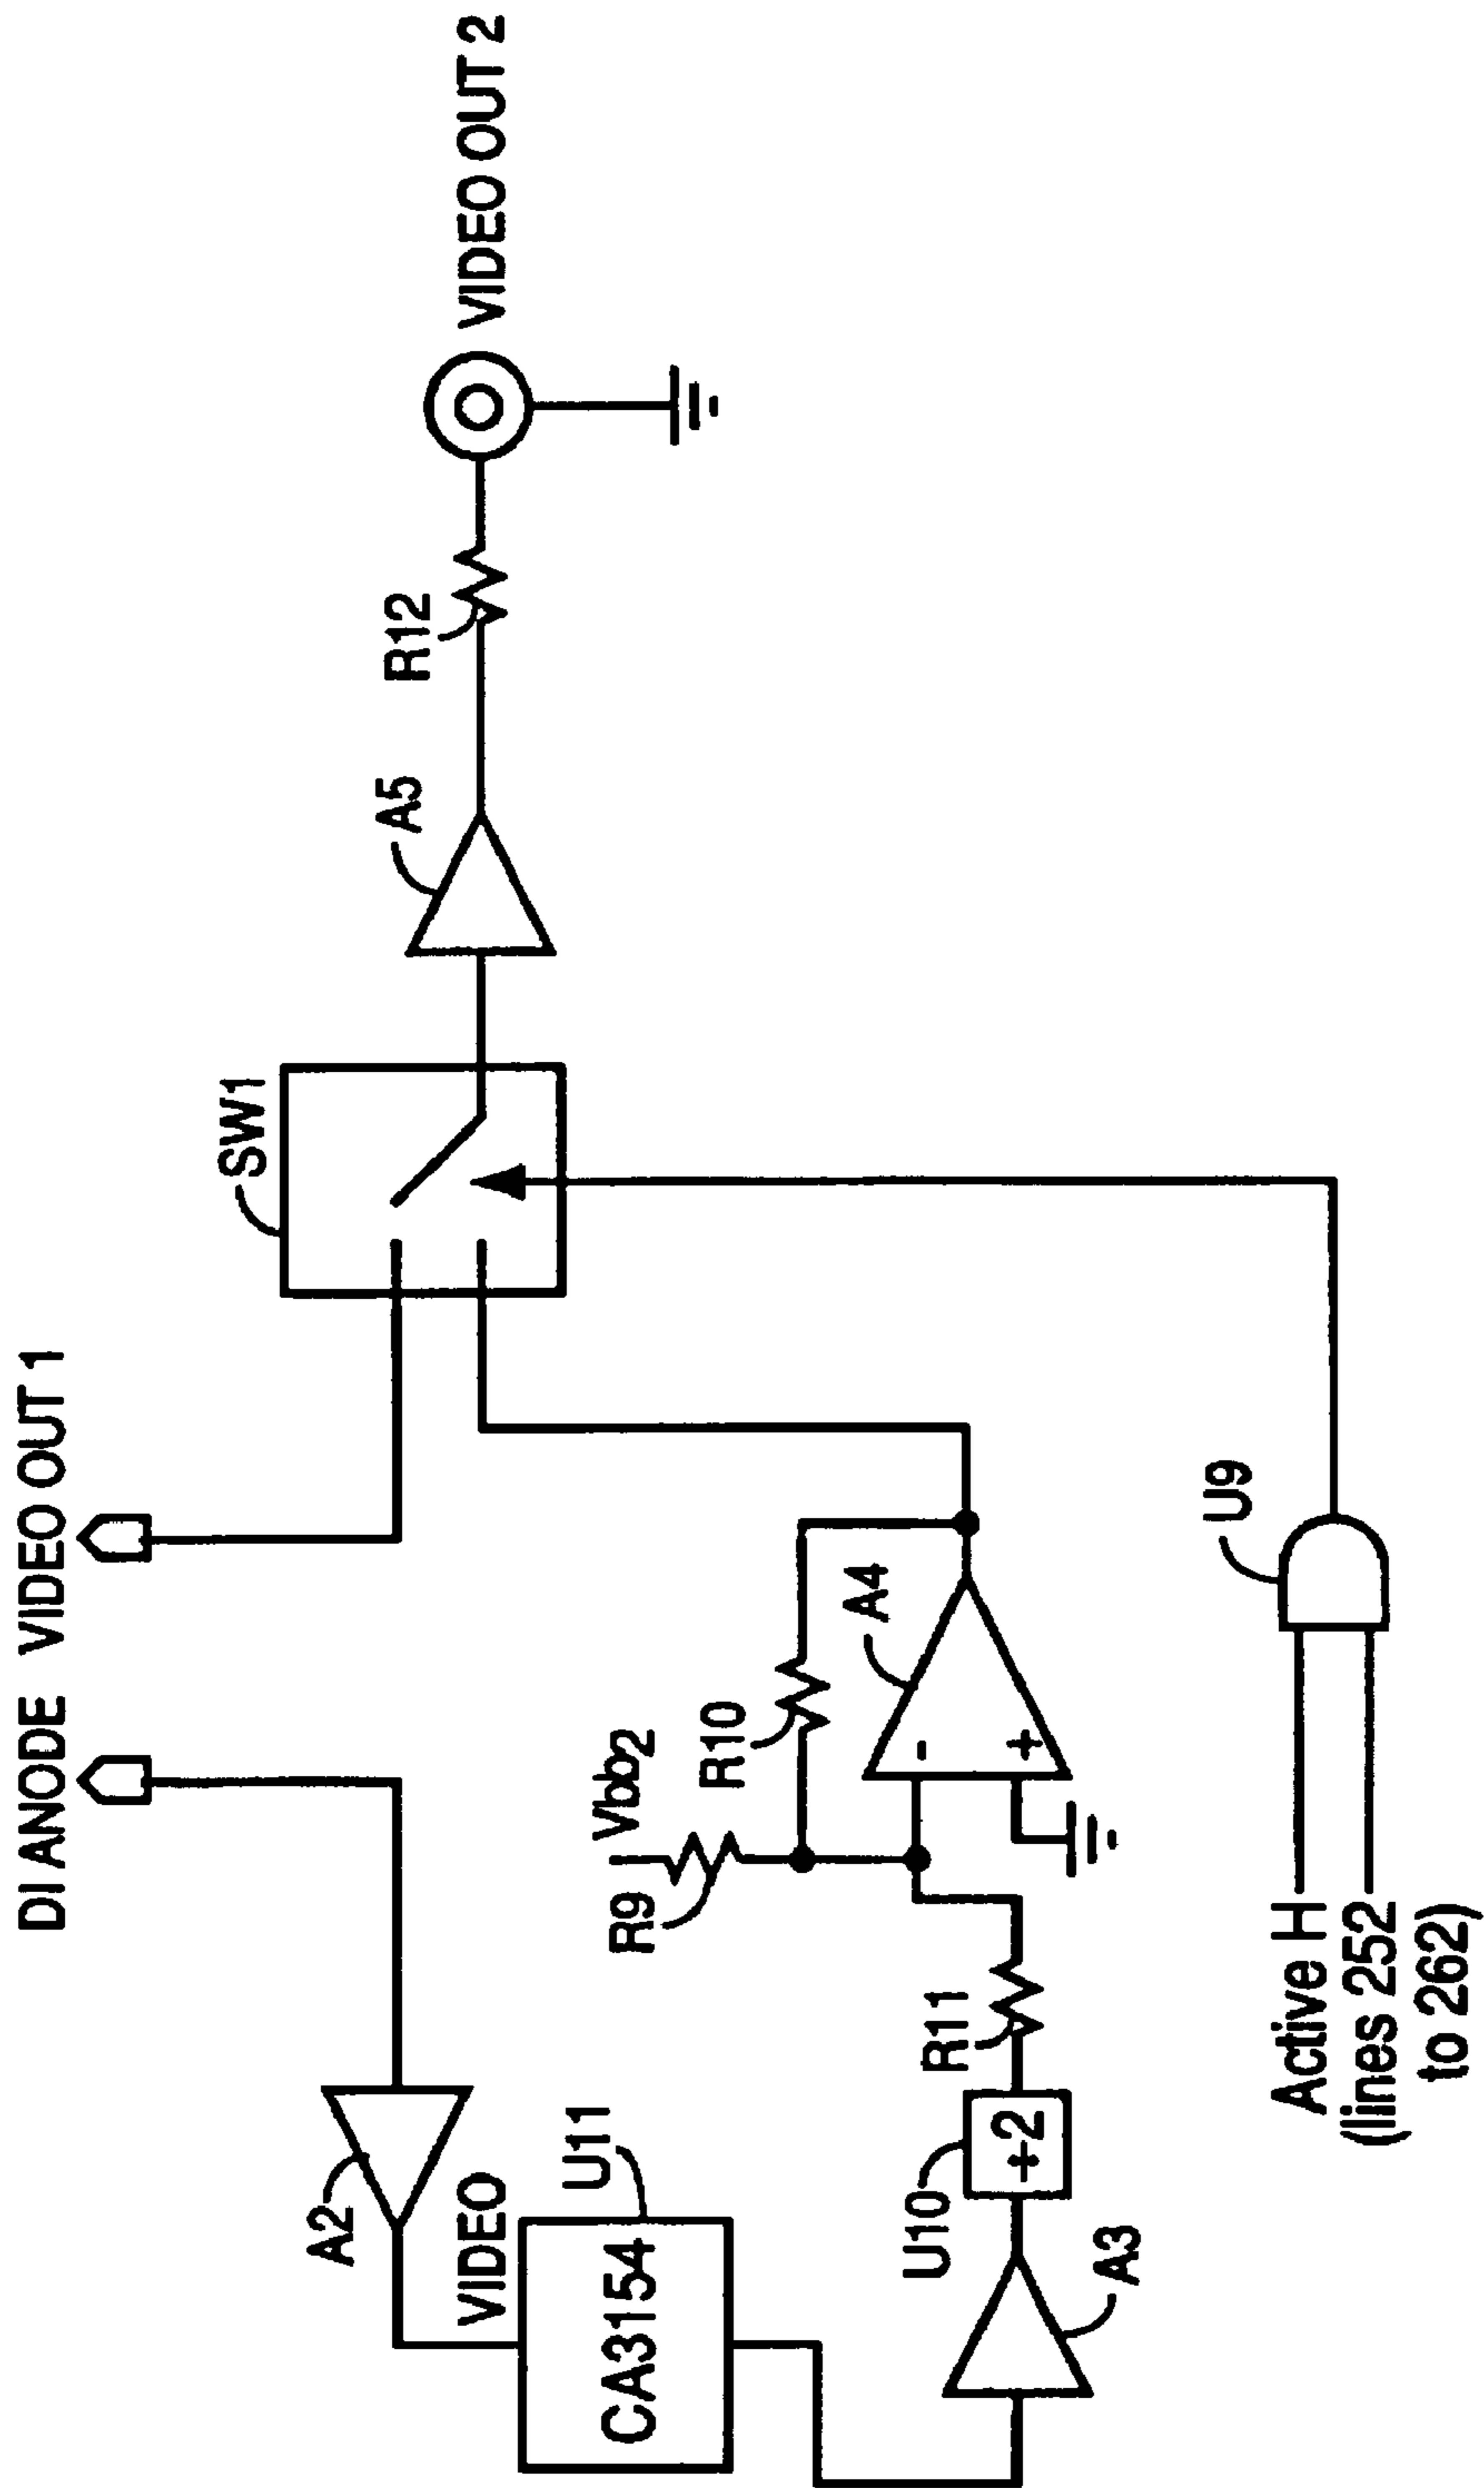 DI ANODE VIDEO OUT 1
VIDEO OUT 2
SW1
A5
R12
A2
VIDEO
U11
CA3154
R9
Vbb2
R10
A4
-
+
R11
U10
÷2
A3
U9
Active H
(lines 252
to 262)